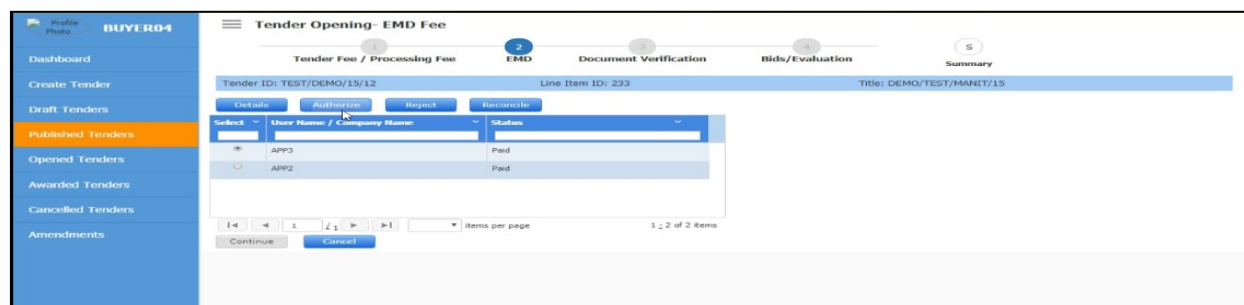 Profile Photo
BUYER04
Dashboard
Create Tender
Draft Tenders
Published Tenders
Opened Tenders
Awarded Tenders
Cancelled Tenders
Amendments
Tender Opening- EMD Fee
1 2 3 4 S
Tender Fee / Processing Fee EMD Document Verification Bids/Evaluation Summary
Tender ID: TEST/DEMO/15/12 Line Item ID: 233 Title: DEMO/TEST/MANIT/15
Details Authorize Reject Reconcile
Select User Name / Company Name Status
APP3 Paid
APP2 Paid
1 / 1 items per page 1 - 2 of 2 items
Continue Cancel